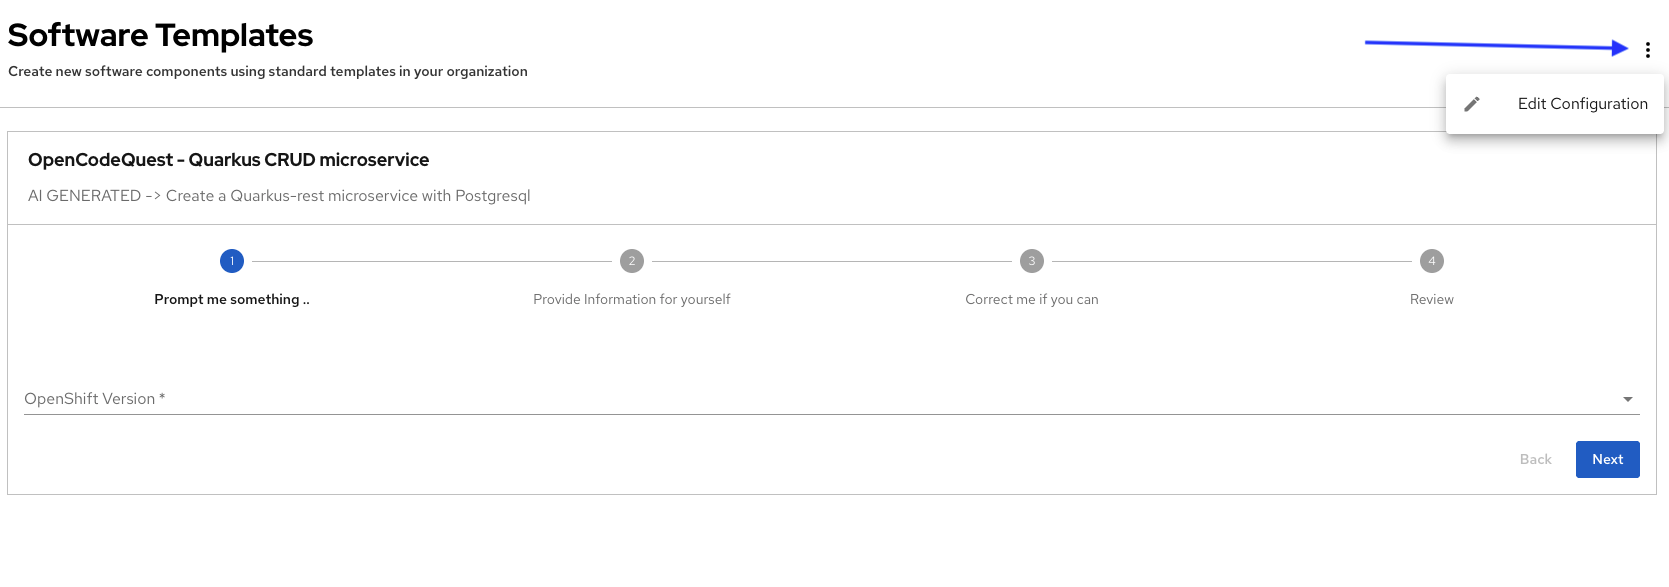 Software Templates
Create new software components using standard templates in your organization
Edit Configuration
OpenCodeQuest - Quarkus CRUD microservice
AI GENERATED -> Create a Quarkus-rest microservice with Postgresql
1 2 3 4
Prompt me something .. Provide Information for yourself Correct me if you can Review
OpenShift Version *
Back Next